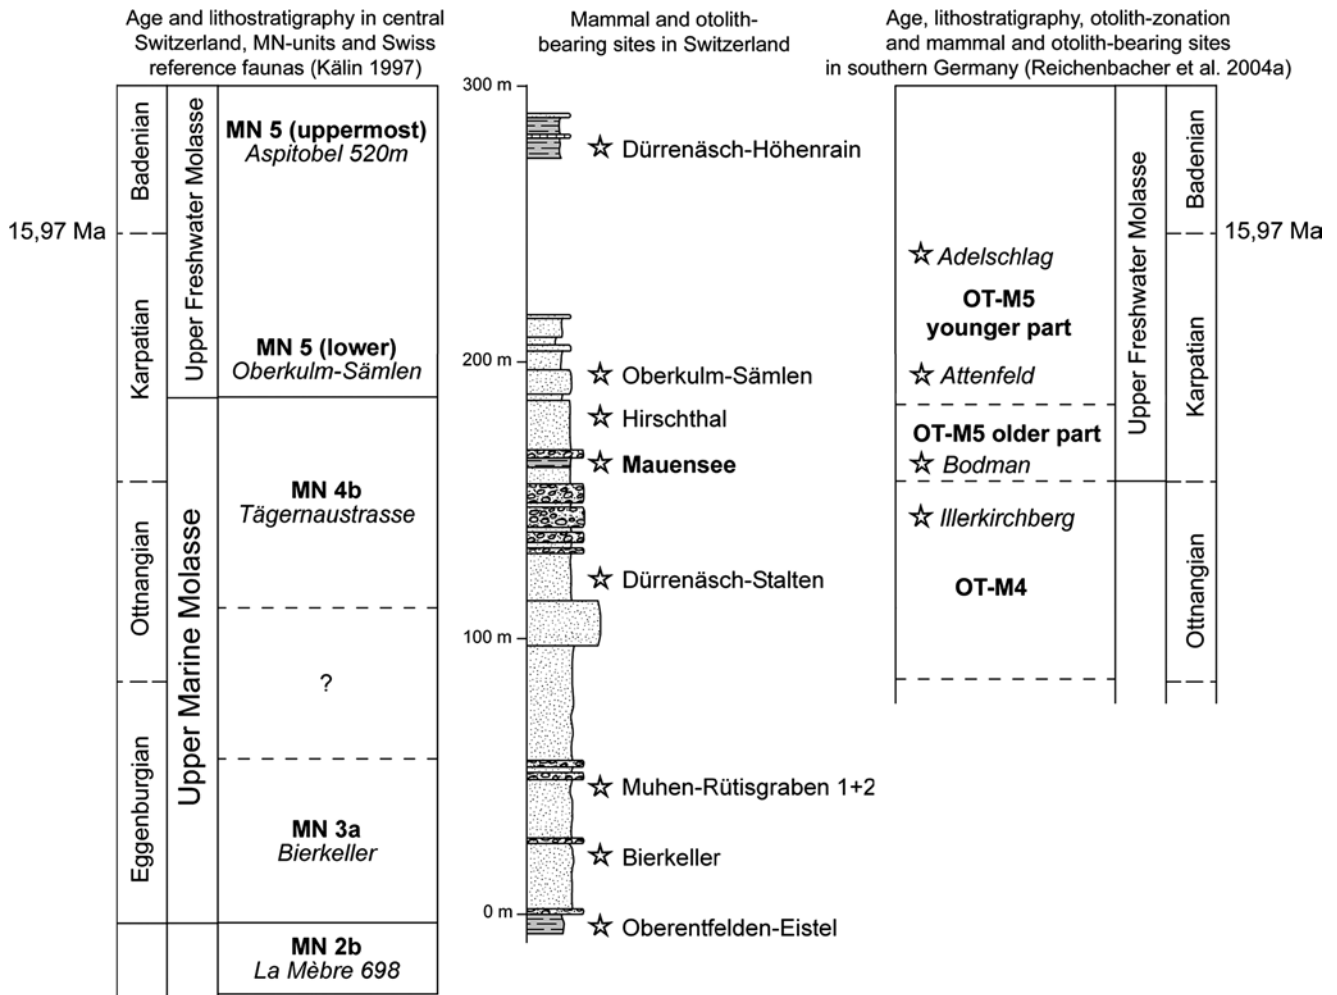 Age and lithostratigraphy in central
Switzerland, MN-units and Swiss
reference faunas (Kälin 1997)
Badenian
Karpatian
Ottnangian
Eggenburgian
15,97 Ma
Upper Freshwater Molasse
Upper Marine Molasse
MN 5 (uppermost)
Aspitobel 520m
MN 5 (lower)
Oberkulm-Sämlen
MN 4b
Tägernaustrasse
?
MN 3a
Bierkeller
MN 2b
La Mèbre 698
Mammal and otolith-
bearing sites in Switzerland
300 m
200 m
100 m
0 m
Dürrenäsch-Höhenrain
Oberkulm-Sämlen
Hirschthal
Mauensee
Dürrenäsch-Stalten
Muhen-Rütisgraben 1+2
Bierkeller
Oberentfelden-Eistel
Age, lithostratigraphy, otolith-zonation
and mammal and otolith-bearing sites
in southern Germany (Reichenbacher et al. 2004a)
Adelschlag
OT-M5
younger part
Attenfeld
OT-M5 older part
Bodman
Illerkirchberg
OT-M4
Upper Freshwater Molasse
Badenian
Karpatian
Ottnangian
15,97 Ma